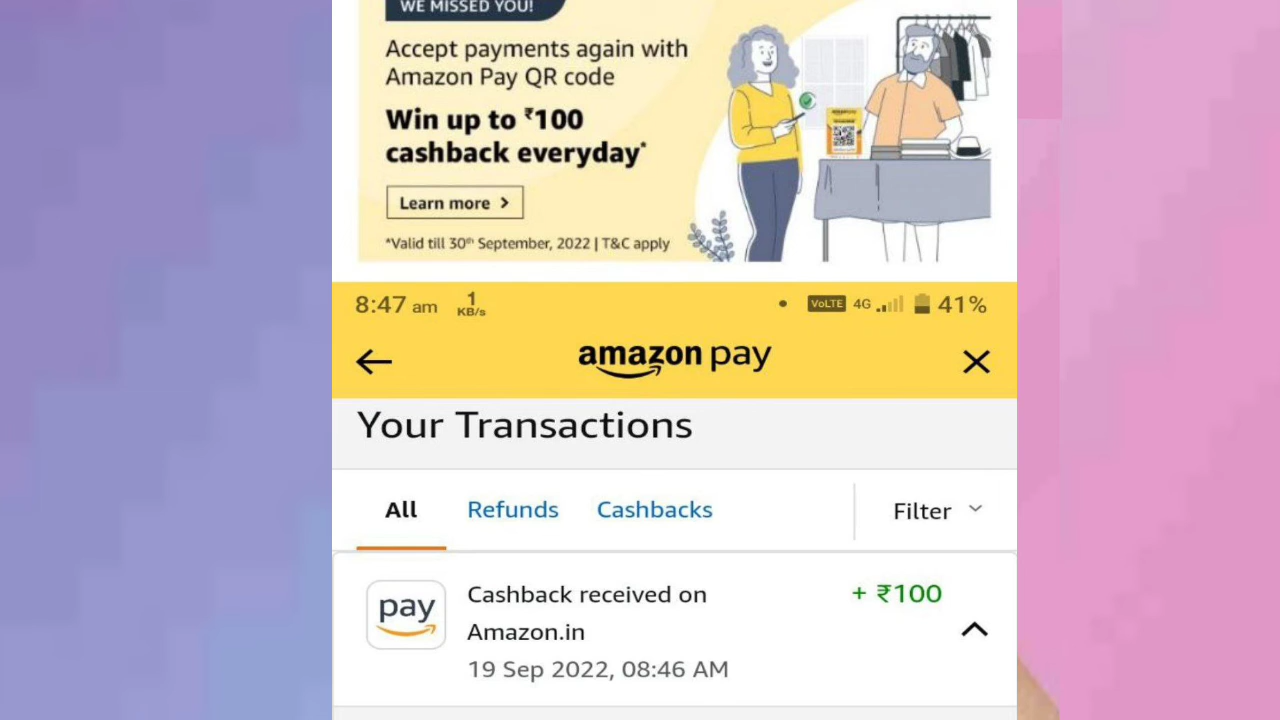 WE MISSED YOU!
Accept payments again with
Amazon Pay QR code
Win up to ₹100
cashback everyday*
Learn more >
*Valid till 30th September, 2022 | T&C apply
8:47 am 1 KB/s VoLTE 4G 41%
amazon pay
Your Transactions
All Refunds Cashbacks Filter
pay
Cashback received on + ₹100
Amazon.in
19 Sep 2022, 08:46 AM